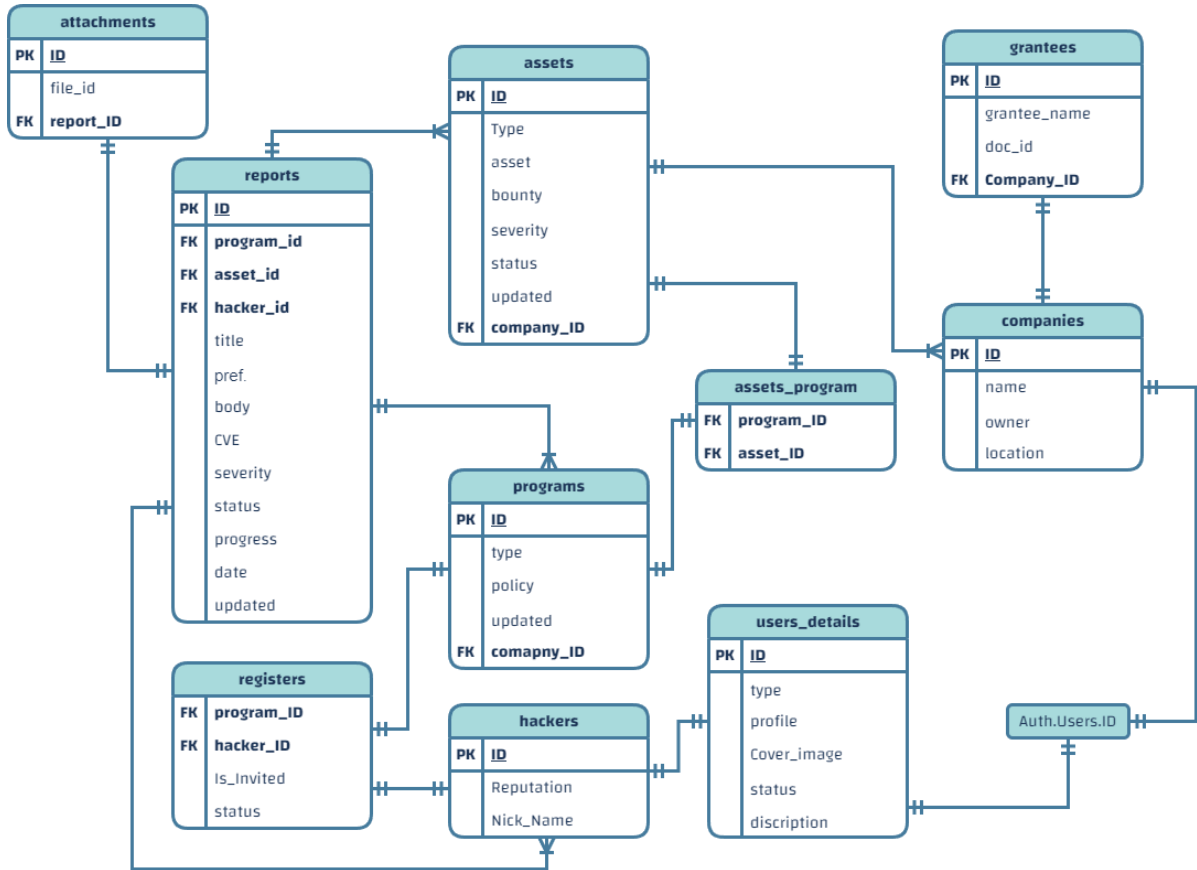 attachments
PK ID
file_id
FK report_ID
reports
PK ID
FK program_id
FK asset_id
FK hacker_id
title
pref.
body
CVE
severity
status
progress
date
updated
registers
FK program_ID
FK hacker_ID
Is_Invited
status
assets
PK ID
Type
asset
bounty
severity
status
updated
FK company_ID
programs
PK ID
type
policy
updated
FK comapny_ID
hackers
PK ID
Reputation
Nick_Name
assets_program
FK program_ID
FK asset_ID
users_details
PK ID
type
profile
Cover_image
status
discription
grantees
PK ID
grantee_name
doc_id
FK Company_ID
companies
PK ID
name
owner
location
Auth.Users.ID